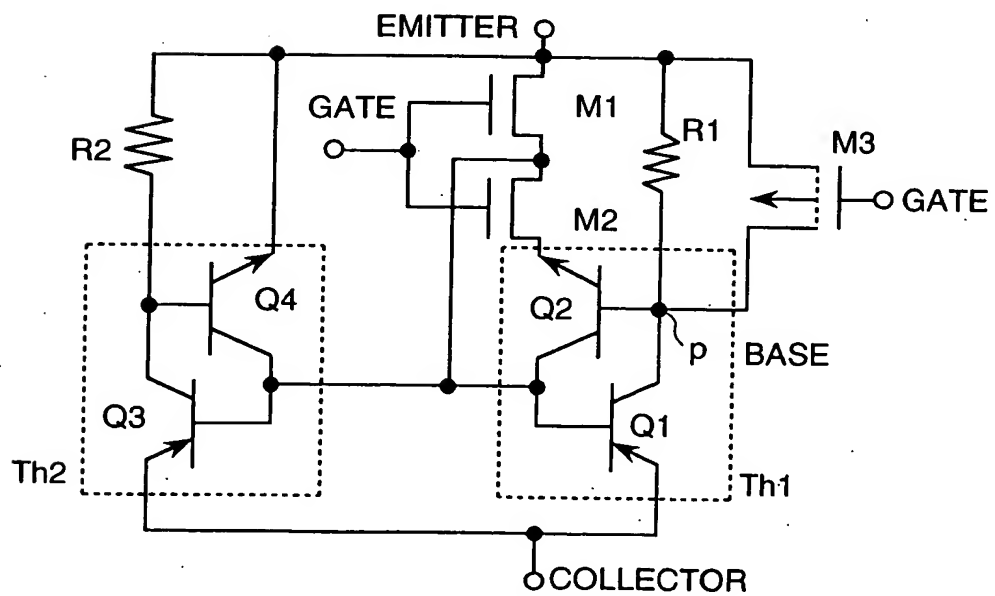 EMITTER
GATE
M1
R1
M3
R2
GATE
M2
Q4
Q2
p
BASE
Q3
Q1
Th2
Th1
COLLECTOR